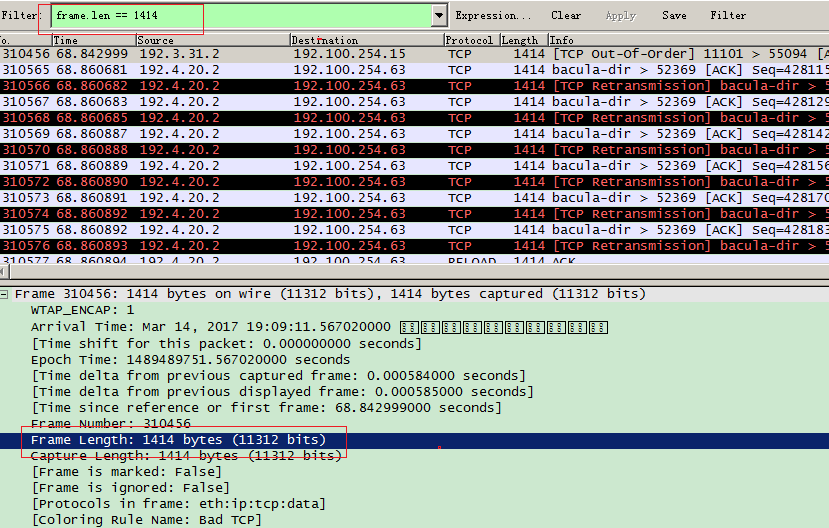 Filter: frame.len == 1414 Expression... Clear Apply Save Filter
No. Time Source Destination Protocol Length Info
310456 68.842999 192.3.31.2 192.100.254.15 TCP 1414 [TCP Out-Of-Order] 11101 > 55094 [A
310565 68.860681 192.4.20.2 192.100.254.63 TCP 1414 bacula-dir > 52369 [ACK] Seq=428115
310566 68.860682 192.4.20.2 192.100.254.63 TCP 1414 [TCP Retransmission] bacula-dir > 5
310567 68.860683 192.4.20.2 192.100.254.63 TCP 1414 bacula-dir > 52369 [ACK] Seq=428129
310568 68.860685 192.4.20.2 192.100.254.63 TCP 1414 [TCP Retransmission] bacula-dir > 5
310569 68.860887 192.4.20.2 192.100.254.63 TCP 1414 bacula-dir > 52369 [ACK] Seq=428142
310570 68.860888 192.4.20.2 192.100.254.63 TCP 1414 [TCP Retransmission] bacula-dir > 5
310571 68.860889 192.4.20.2 192.100.254.63 TCP 1414 bacula-dir > 52369 [ACK] Seq=428156
310572 68.860890 192.4.20.2 192.100.254.63 TCP 1414 [TCP Retransmission] bacula-dir > 5
310573 68.860891 192.4.20.2 192.100.254.63 TCP 1414 bacula-dir > 52369 [ACK] Seq=428170
310574 68.860892 192.4.20.2 192.100.254.63 TCP 1414 [TCP Retransmission] bacula-dir > 5
310575 68.860892 192.4.20.2 192.100.254.63 TCP 1414 bacula-dir > 52369 [ACK] Seq=428183
310576 68.860893 192.4.20.2 192.100.254.63 TCP 1414 [TCP Retransmission] bacula-dir > 5
310577 68.860894 192.4.20.2 192.100.254.63 RELOAD 1414 ACK
Frame 310456: 1414 bytes on wire (11312 bits), 1414 bytes captured (11312 bits)
WTAP_ENCAP: 1
Arrival Time: Mar 14, 2017 19:09:11.567020000
[Time shift for this packet: 0.000000000 seconds]
Epoch Time: 1489489751.567020000 seconds
[Time delta from previous captured frame: 0.000584000 seconds]
[Time delta from previous displayed frame: 0.000585000 seconds]
[Time since reference or first frame: 68.842999000 seconds]
Frame Number: 310456
Frame Length: 1414 bytes (11312 bits)
Capture Length: 1414 bytes (11312 bits)
[Frame is marked: False]
[Frame is ignored: False]
[Protocols in frame: eth:ip:tcp:data]
[Coloring Rule Name: Bad TCP]